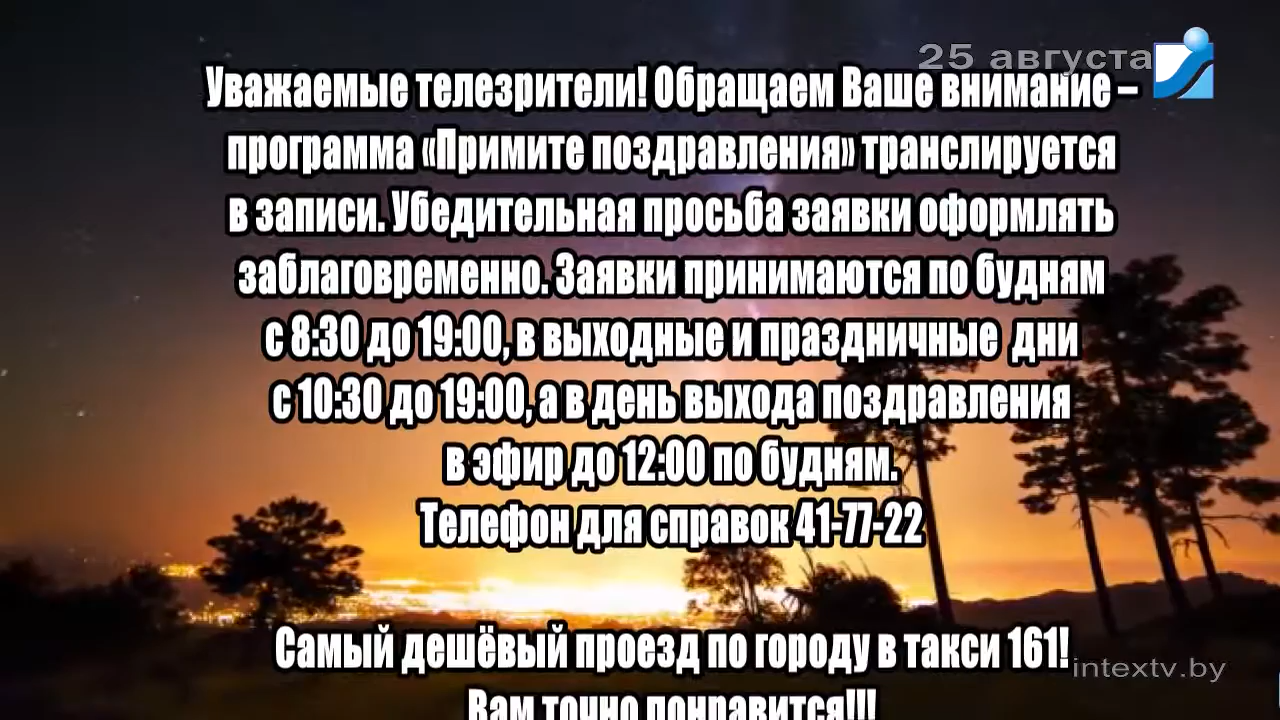 25 августа
Уважаемые телезрители! Обращаем Ваше внимание –
программа «Примите поздравления» транслируется
в записи. Убедительная просьба заявки оформлять
заблаговременно. Заявки принимаются по будням
с 8:30 до 19:00, в выходные и праздничные дни
с 10:30 до 19:00, а в день выхода поздравления
в эфир до 12:00 по будням.
Телефон для справок 41-77-22
Самый дешёвый проезд по городу в такси 161!
intextv.by
Вам точно понравится!!!